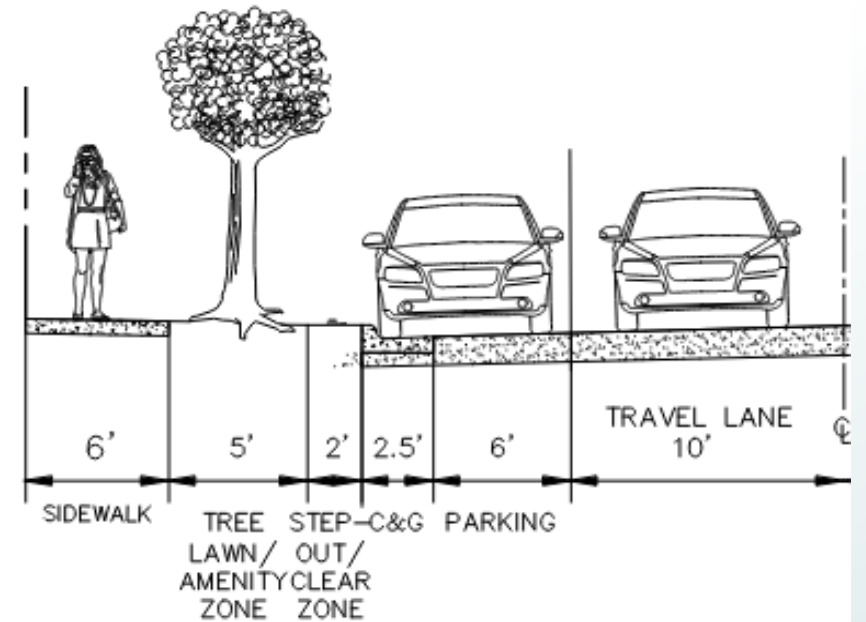 6' 5' 2' 2.5' 6' TRAVEL LANE 10' ℄
SIDEWALK
TREE LAWN/ AMENITY ZONE
STEP-OUT/ CLEAR ZONE
C&G
PARKING